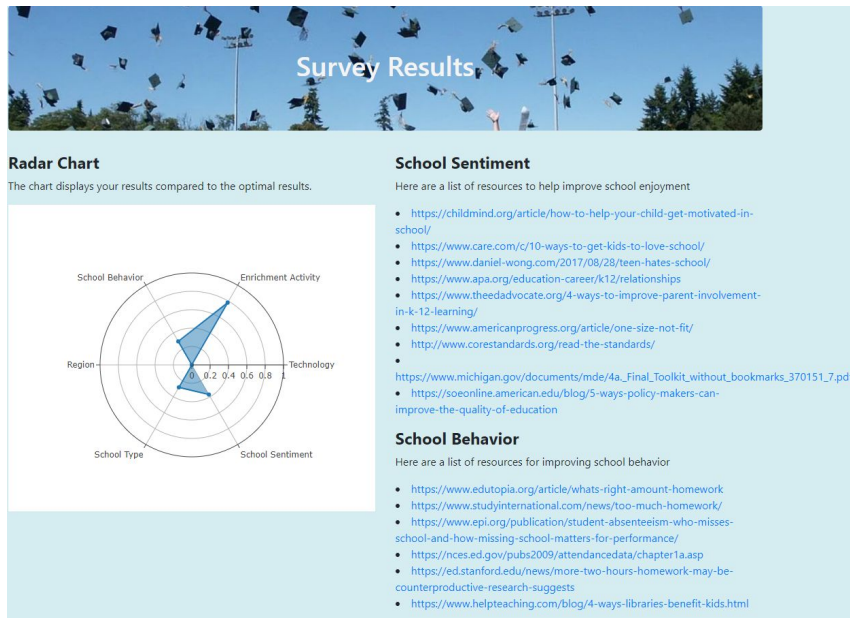 Survey Results
Radar Chart
The chart displays your results compared to the optimal results.
School Behavior
Enrichment Activity
Region
0 0.2 0.4 0.6 0.8 1
Technology
School Type
School Sentiment
School Sentiment
Here are a list of resources to help improve school enjoyment
• https://childmind.org/article/how-to-help-your-child-get-motivated-in-
school/
• https://www.care.com/c/10-ways-to-get-kids-to-love-school/
• https://www.daniel-wong.com/2017/08/28/teen-hates-school/
• https://www.apa.org/education-career/k12/relationships
• https://www.theedadvocate.org/4-ways-to-improve-parent-involvement-
in-k-12-learning/
• https://www.americanprogress.org/article/one-size-not-fit/
• http://www.corestandards.org/read-the-standards/
•
https://www.michigan.gov/documents/mde/4a._Final_Toolkit_without_bookmarks_370151_7.pd
• https://soeonline.american.edu/blog/5-ways-policy-makers-can-
improve-the-quality-of-education
School Behavior
Here are a list of resources for improving school behavior
• https://www.edutopia.org/article/whats-right-amount-homework
• https://www.studyinternational.com/news/too-much-homework/
• https://www.epi.org/publication/student-absenteeism-who-misses-
school-and-how-missing-school-matters-for-performance/
• https://nces.ed.gov/pubs2009/attendancedata/chapter1a.asp
• https://ed.stanford.edu/news/more-two-hours-homework-may-be-
counterproductive-research-suggests
• https://www.helpteaching.com/blog/4-ways-libraries-benefit-kids.html